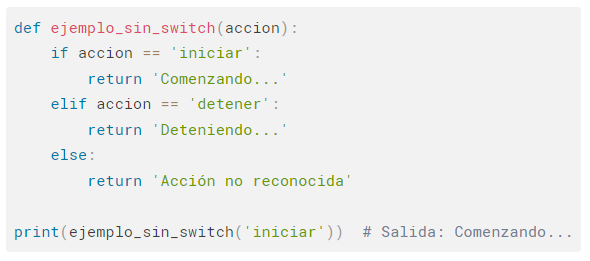 def ejemplo_sin_switch(accion):
    if accion == 'iniciar':
        return 'Comenzando...'
    elif accion == 'detener':
        return 'Deteniendo...'
    else:
        return 'Acción no reconocida'

print(ejemplo_sin_switch('iniciar'))  # Salida: Comenzando...